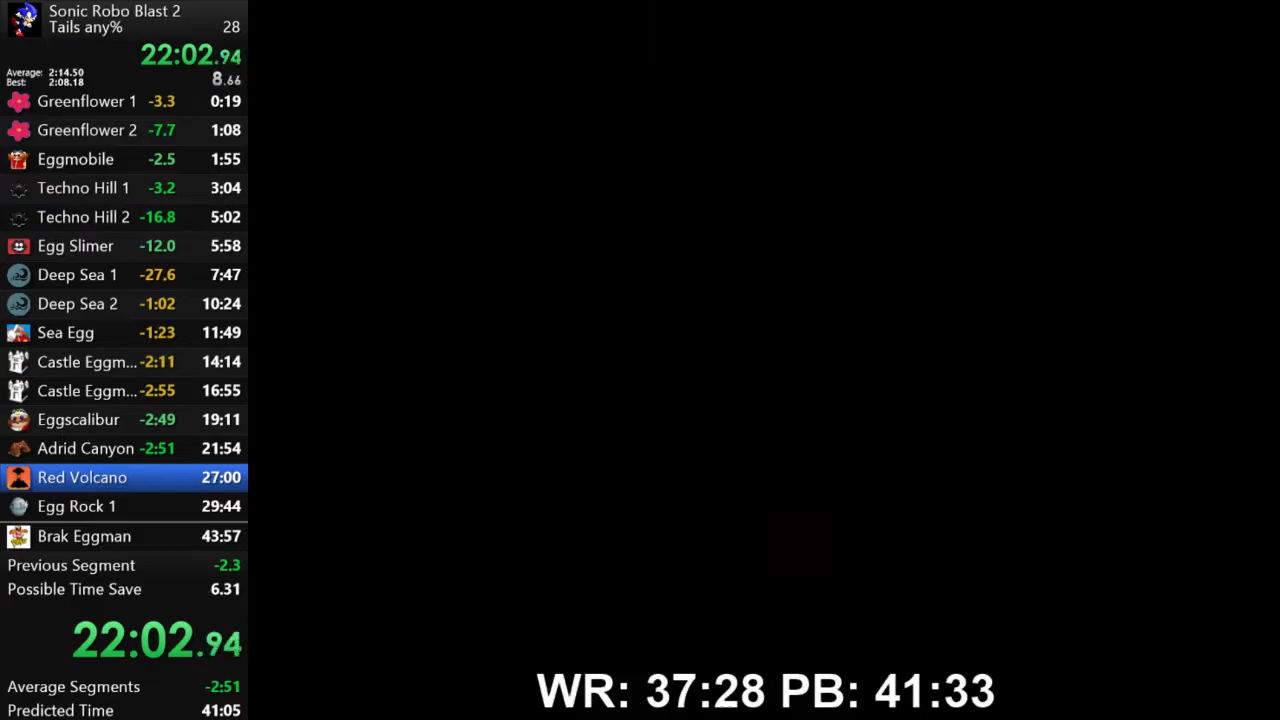 Sonic Robo Blast 2
Tails any% 28
22:02.94
Average: 2:14.50
Best: 2:08.18 8.66
Greenflower 1 -3.3 0:19
Greenflower 2 -7.7 1:08
Eggmobile -2.5 1:55
Techno Hill 1 -3.2 3:04
Techno Hill 2 -16.8 5:02
Egg Slimer -12.0 5:58
Deep Sea 1 -27.6 7:47
Deep Sea 2 -1:02 10:24
Sea Egg -1:23 11:49
Castle Eggm... -2:11 14:14
Castle Eggm... -2:55 16:55
Eggscalibur -2:49 19:11
Adrid Canyon -2:51 21:54
Red Volcano 27:00
Egg Rock 1 29:44
Brak Eggman 43:57
Previous Segment -2.3
Possible Time Save 6.31
22:02.94
Average Segments -2:51
Predicted Time 41:05
WR: 37:28 PB: 41:33